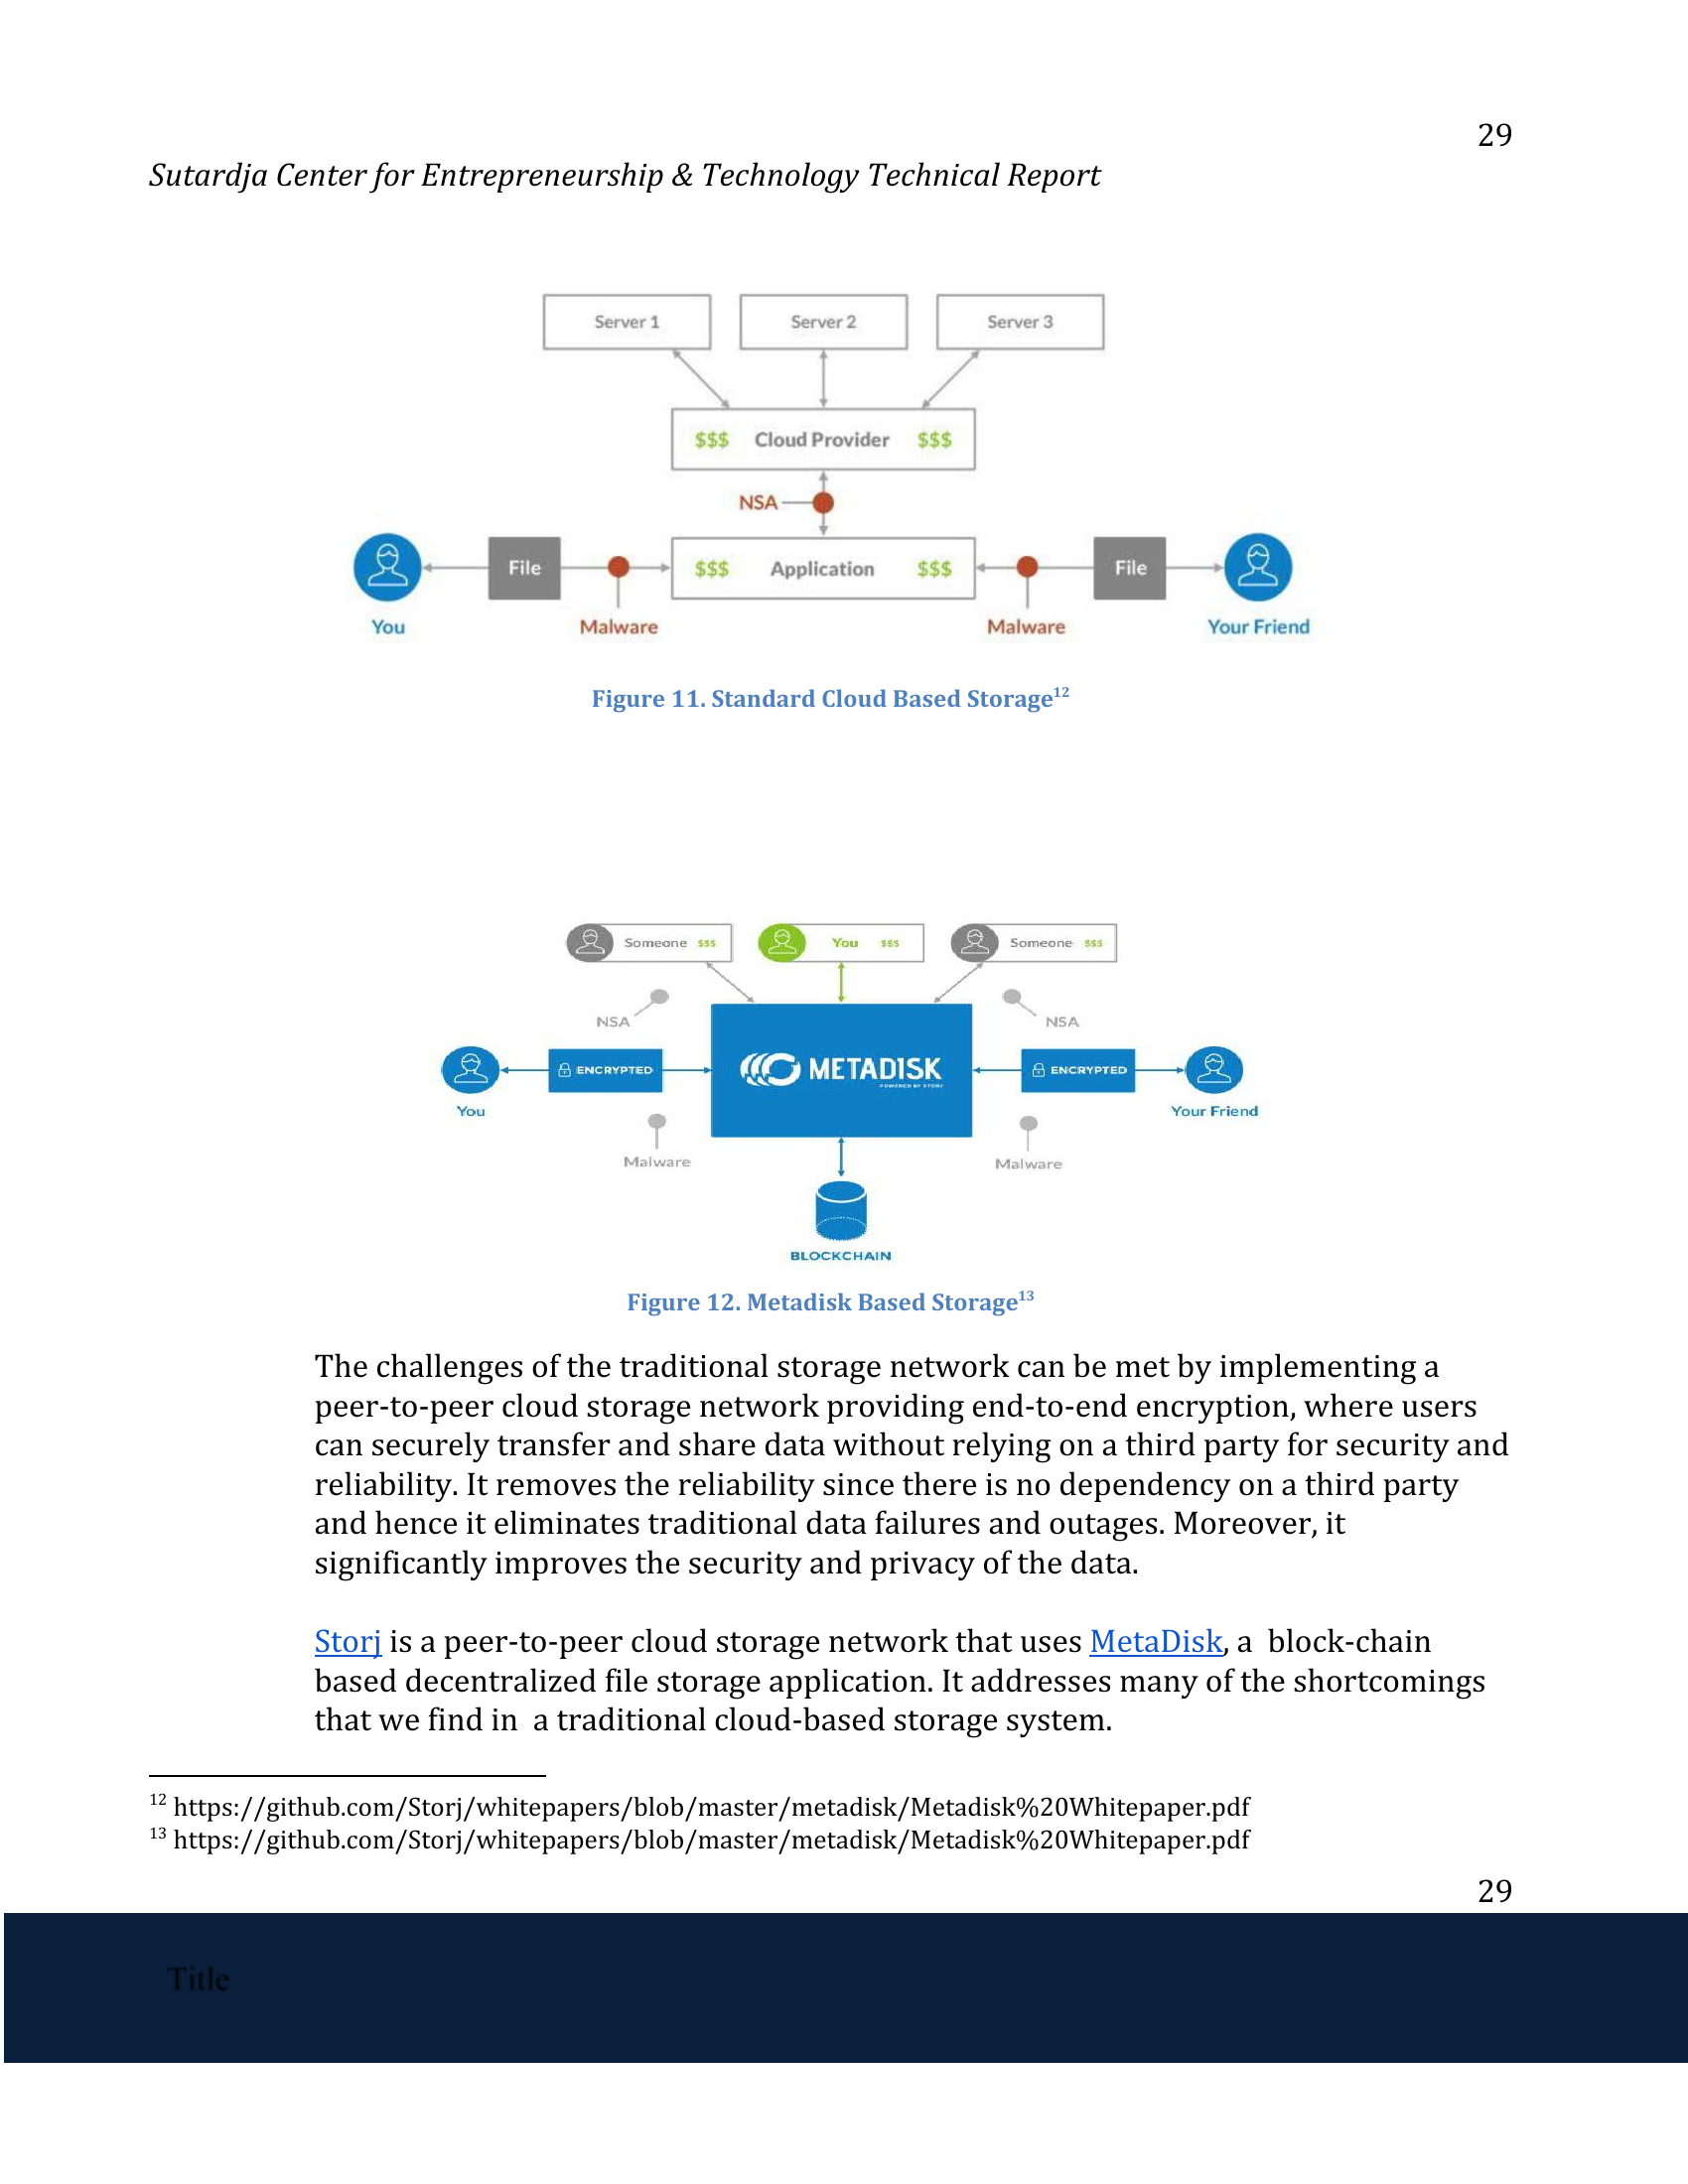 29
Sutardja Center for Entrepreneurship & Technology Technical Report
Server 1
Server 2
Server 3
$$$ Cloud Provider $$$
NSA
File
$$$ Application $$$
File
You
Malware
Malware
Your Friend
Figure 11. Standard Cloud Based Storage12
Someone $$$
You $$$
Someone $$$
NSA
NSA
ENCRYPTED
METADISK
POWERED BY STORJ
ENCRYPTED
You
Your Friend
Malware
Malware
BLOCKCHAIN
Figure 12. Metadisk Based Storage13
The challenges of the traditional storage network can be met by implementing a
peer-to-peer cloud storage network providing end-to-end encryption, where users
can securely transfer and share data without relying on a third party for security and
reliability. It removes the reliability since there is no dependency on a third party
and hence it eliminates traditional data failures and outages. Moreover, it
significantly improves the security and privacy of the data.
Storj is a peer-to-peer cloud storage network that uses MetaDisk, a  block-chain
based decentralized file storage application. It addresses many of the shortcomings
that we find in  a traditional cloud-based storage system.
12 https://github.com/Storj/whitepapers/blob/master/metadisk/Metadisk%20Whitepaper.pdf
13 https://github.com/Storj/whitepapers/blob/master/metadisk/Metadisk%20Whitepaper.pdf
29
Title